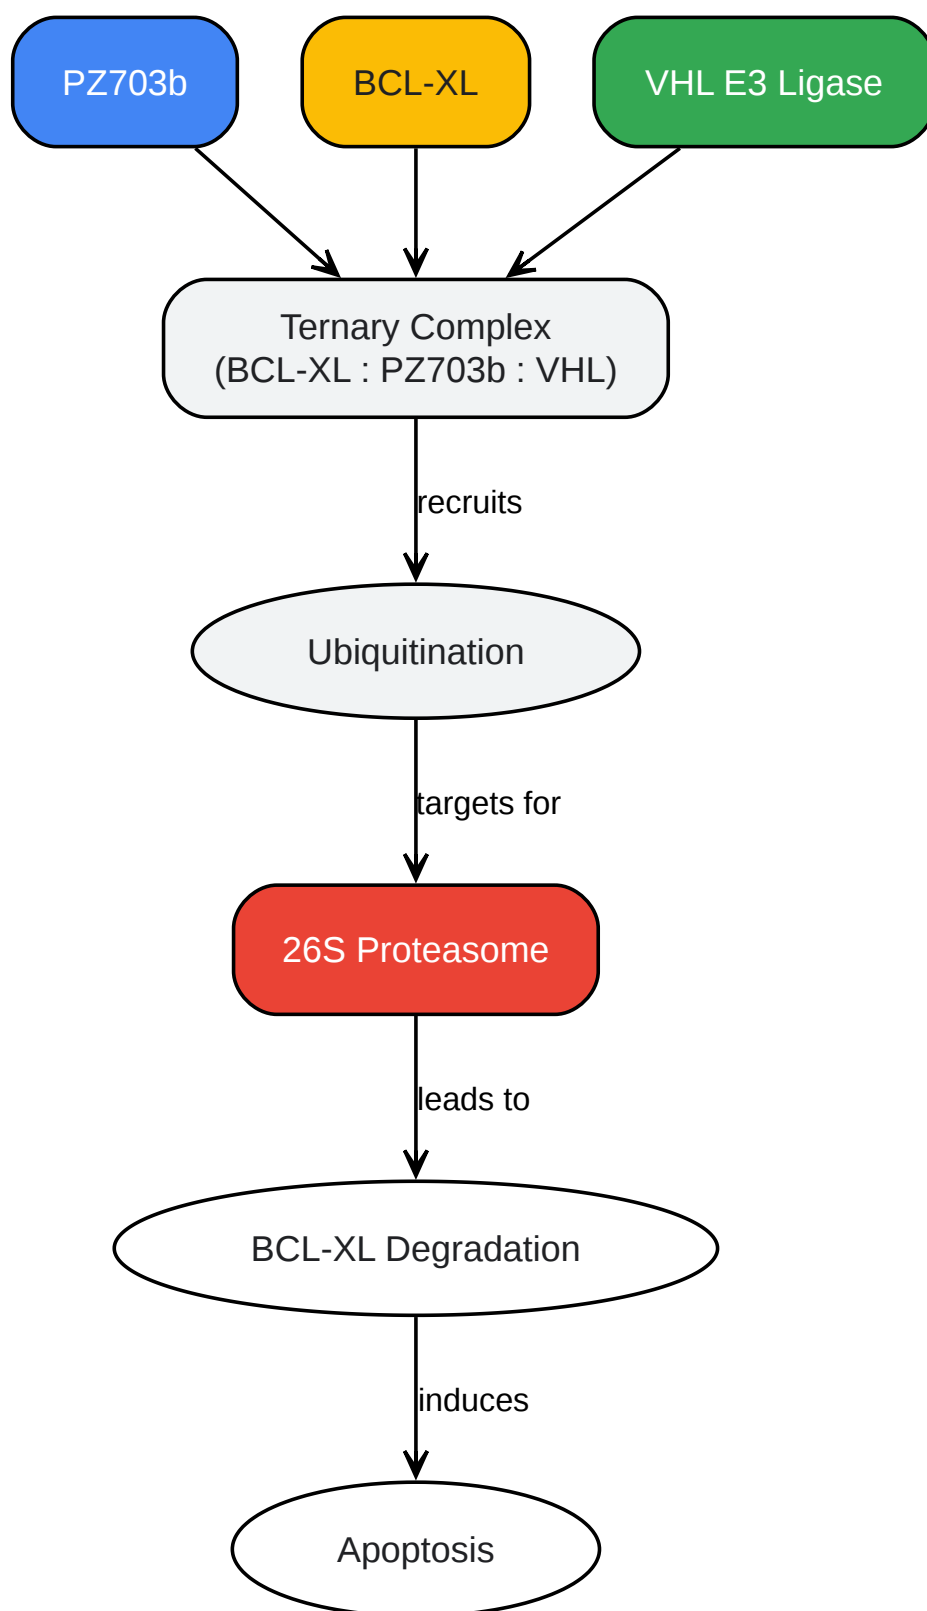 PZ703b
BCL-XL
VHL E3 Ligase
Ternary Complex
(BCL-XL : PZ703b : VHL)
recruits
Ubiquitination
targets for
26S Proteasome
leads to
BCL-XL Degradation
induces
Apoptosis